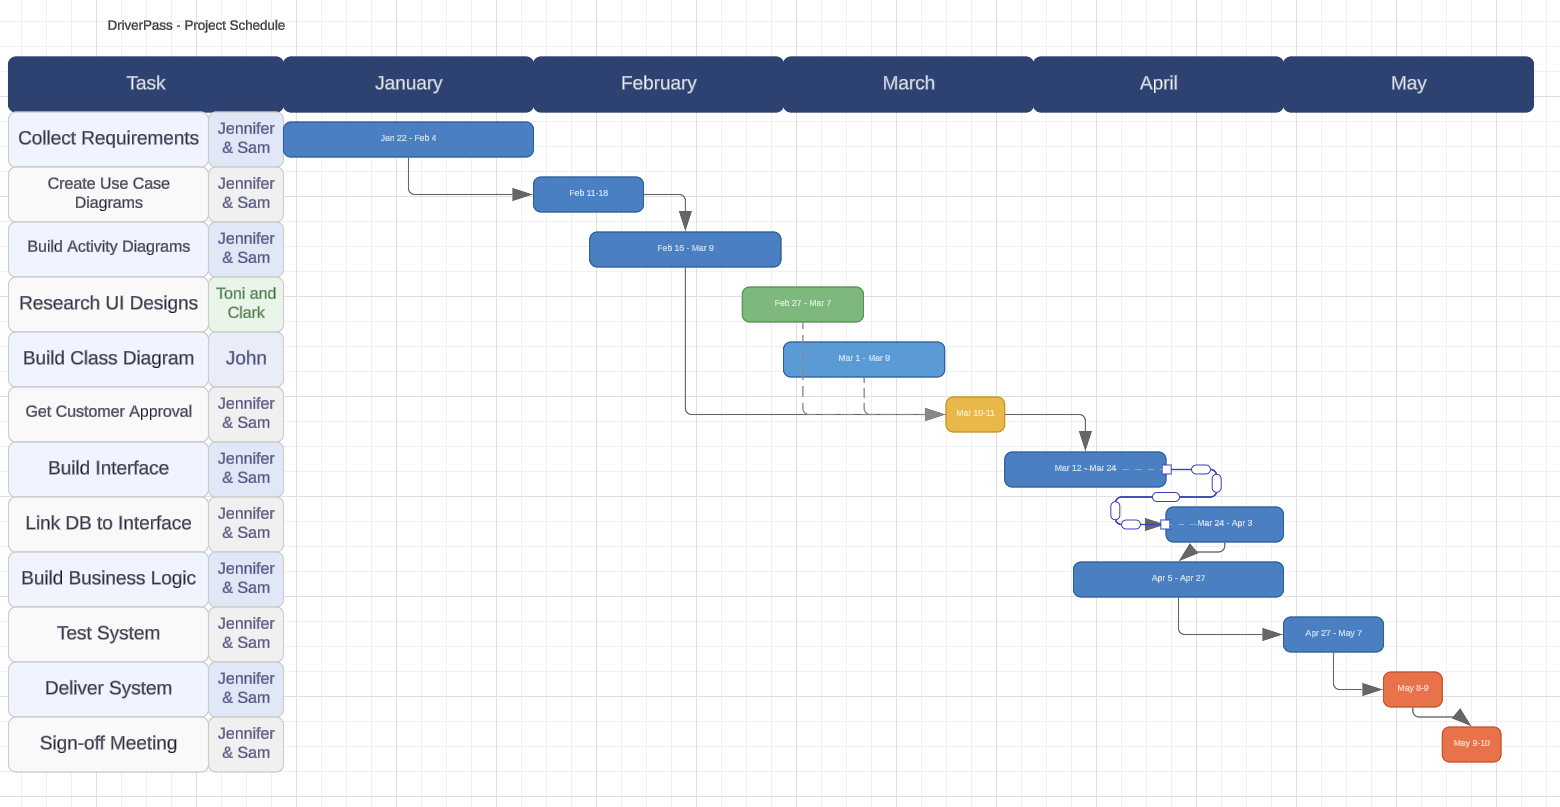 DriverPass - Project Schedule
Task
January
February
March
April
May
Collect Requirements
Jennifer
& Sam
Jan 22 - Feb 4
Create Use Case
Diagrams
Jennifer
& Sam
Feb 11-18
Build Activity Diagrams
Jennifer
& Sam
Feb 15 - Mar 9
Research UI Designs
Toni and
Clark
Feb 27 - Mar 7
Build Class Diagram
John
Mar 1 - Mar 9
Get Customer Approval
Jennifer
& Sam
Mar 10-11
Build Interface
Jennifer
& Sam
Mar 12 - Mar 24
Link DB to Interface
Jennifer
& Sam
Mar 24 - Apr 3
Build Business Logic
Jennifer
& Sam
Apr 5 - Apr 27
Test System
Jennifer
& Sam
Apr 27 - May 7
Deliver System
Jennifer
& Sam
May 8-9
Sign-off Meeting
Jennifer
& Sam
May 9-10